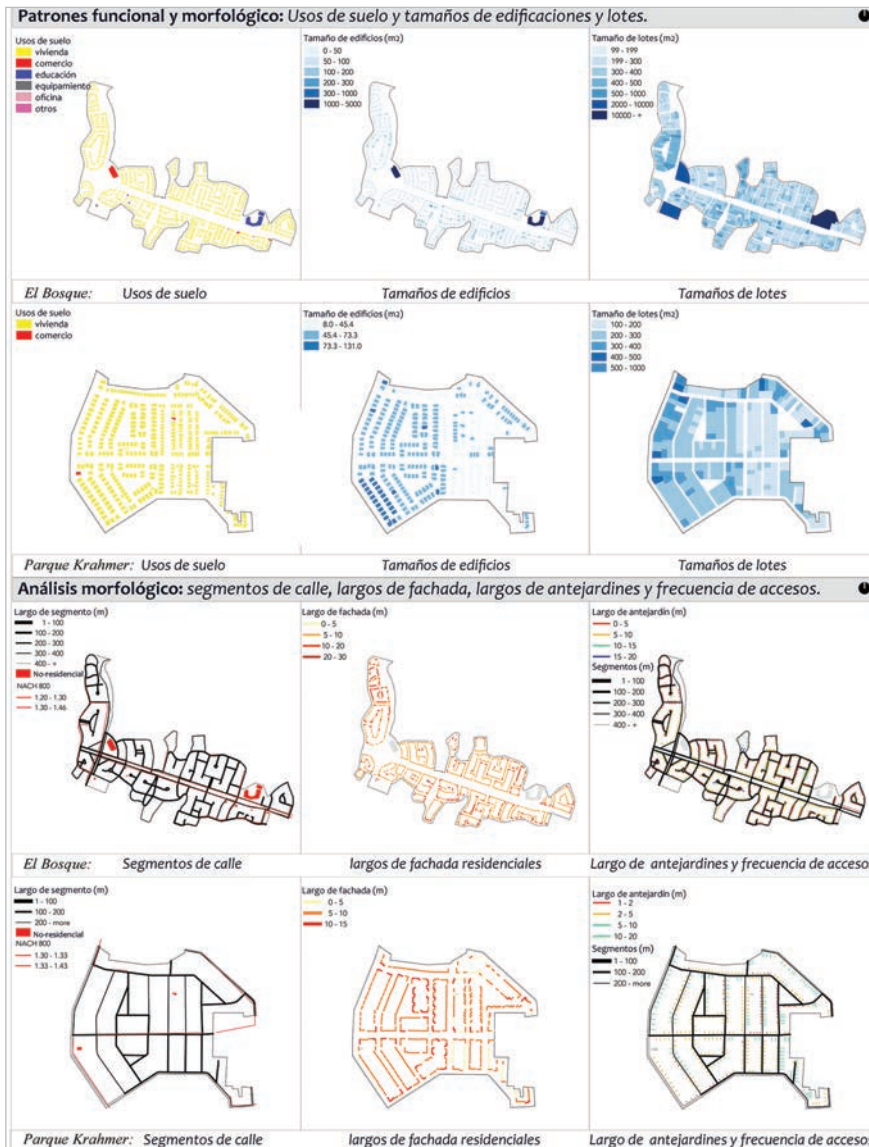 Patrones funcional y morfológico: Usos de suelo y tamaños de edificaciones y lotes.
Usos de suelo
vivienda
comercio
educación
equipamiento
oficina
otros
Tamaño de edificios (m2)
0 - 50
50 - 100
100 - 200
200 - 300
300 - 1000
1000 - 5000
Tamaño de lotes (m2)
99 - 199
199 - 300
300 - 400
400 - 500
500 - 1000
2000 - 10000
10000 - +
El Bosque: Usos de suelo
Tamaños de edificios
Tamaños de lotes
Usos de suelo
vivienda
comercio
Tamaño de edificios (m2)
8.0 - 45.4
45.4 - 73.3
73.3 - 131.0
Tamaño de lotes (m2)
100 - 200
200 - 300
300 - 400
400 - 500
500 - 1000
Parque Krahmer: Usos de suelo
Tamaños de edificios
Tamaños de lotes
Análisis morfológico: segmentos de calle, largos de fachada, largos de antejardines y frecuencia de accesos.
Largo de segmento (m)
1 - 100
100 - 200
200 - 300
300 - 400
400 - +
No-residencial
NACH 800
1.20 - 1.30
1.30 - 1.46
Largo de fachada (m)
0 - 5
5 - 10
10 - 20
20 - 30
Largo de antejardín (m)
0 - 5
5 - 10
10 - 15
15 - 20
Segmentos (m)
1 - 100
100 - 200
200 - 300
300 - 400
400 - +
El Bosque: Segmentos de calle
largos de fachada residenciales
Largo de antejardines y frecuencia de accesos
Largo de segmento (m)
1 - 100
100 - 200
200 - more
No-residencial
NACH 800
1.30 - 1.33
1.33 - 1.43
Largo de fachada (m)
0 - 5
5 - 10
10 - 15
Largo de antejardín (m)
1 - 2
2 - 5
5 - 10
10 - 20
Segmentos (m)
1 - 100
100 - 200
200 - more
Parque Krahmer: Segmentos de calle
largos de fachada residenciales
Largo de antejardines y frecuencia de accesos